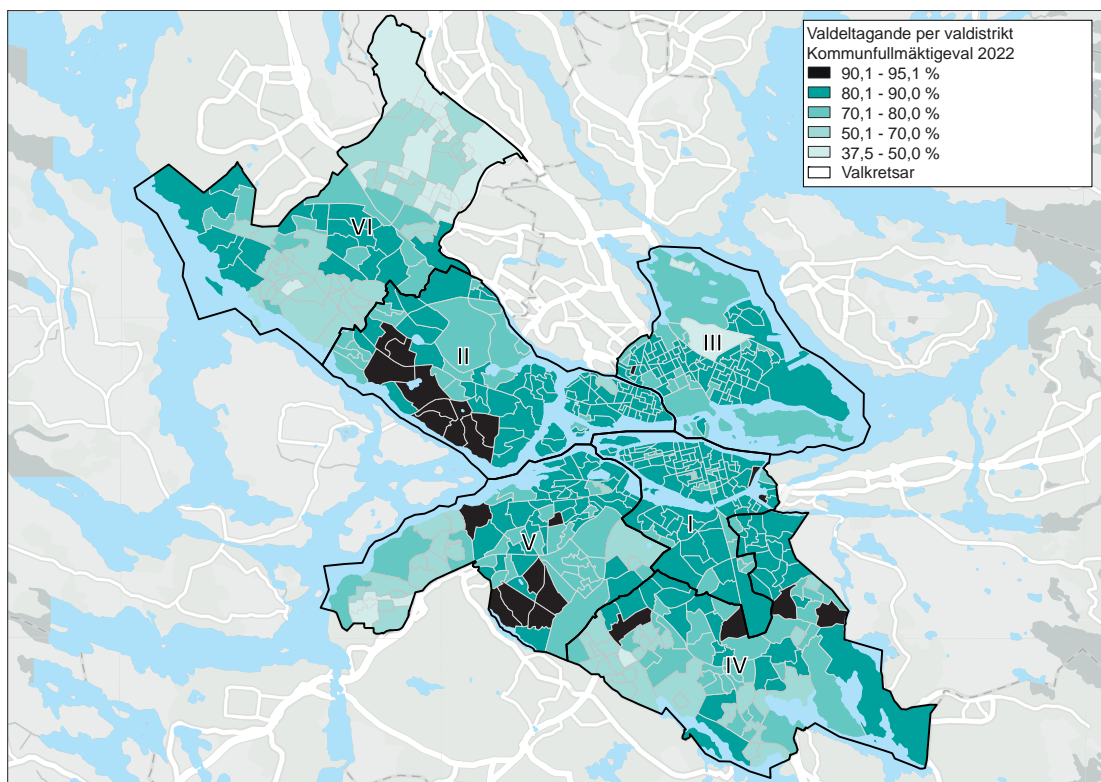 Valdeltagande per valdistrikt
Kommunfullmäktigeval 2022
90,1 - 95,1 %
80,1 - 90,0 %
70,1 - 80,0 %
50,1 - 70,0 %
37,5 - 50,0 %
Valkretsar
VI
III
II
I
V
IV